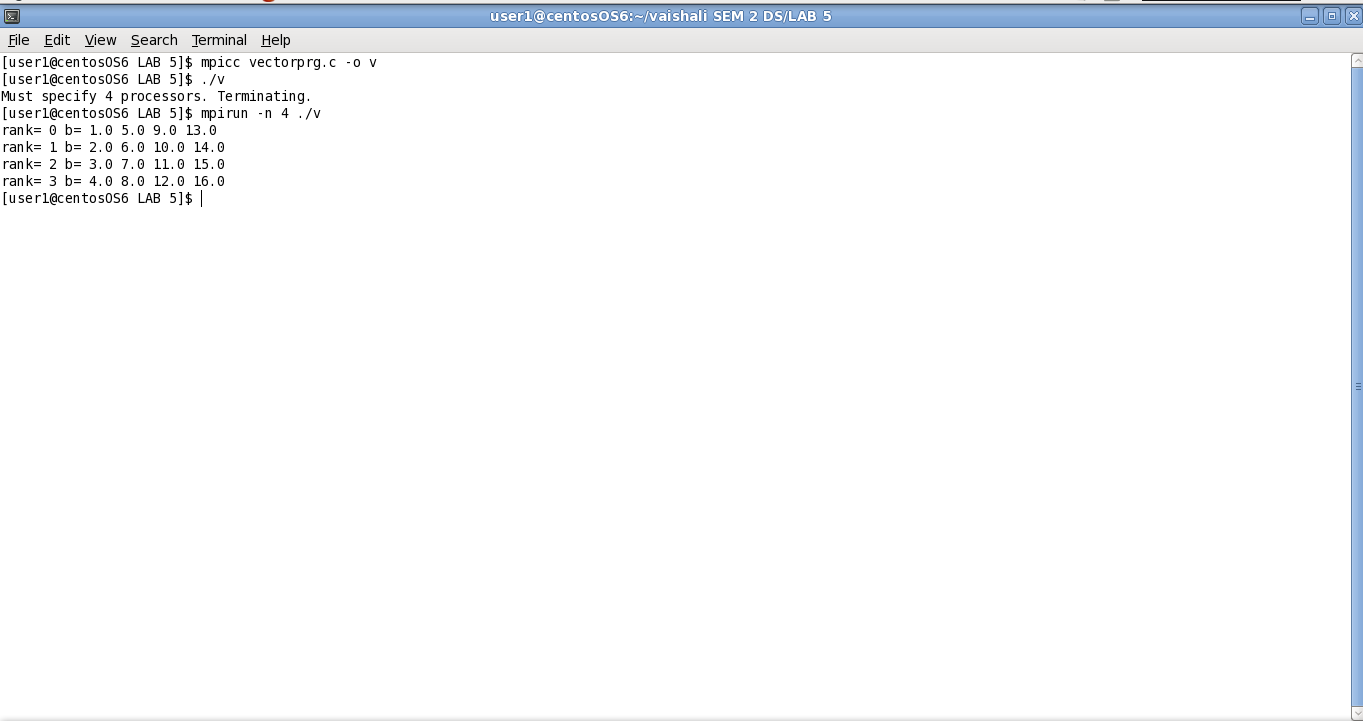 user1@centosOS6:~/vaishali SEM 2 DS/LAB 5
File Edit View Search Terminal Help
[user1@centosOS6 LAB 5]$ mpicc vectorprg.c -o v
[user1@centosOS6 LAB 5]$ ./v
Must specify 4 processors. Terminating.
[user1@centosOS6 LAB 5]$ mpirun -n 4 ./v
rank= 0 b= 1.0 5.0 9.0 13.0
rank= 1 b= 2.0 6.0 10.0 14.0
rank= 2 b= 3.0 7.0 11.0 15.0
rank= 3 b= 4.0 8.0 12.0 16.0
[user1@centosOS6 LAB 5]$